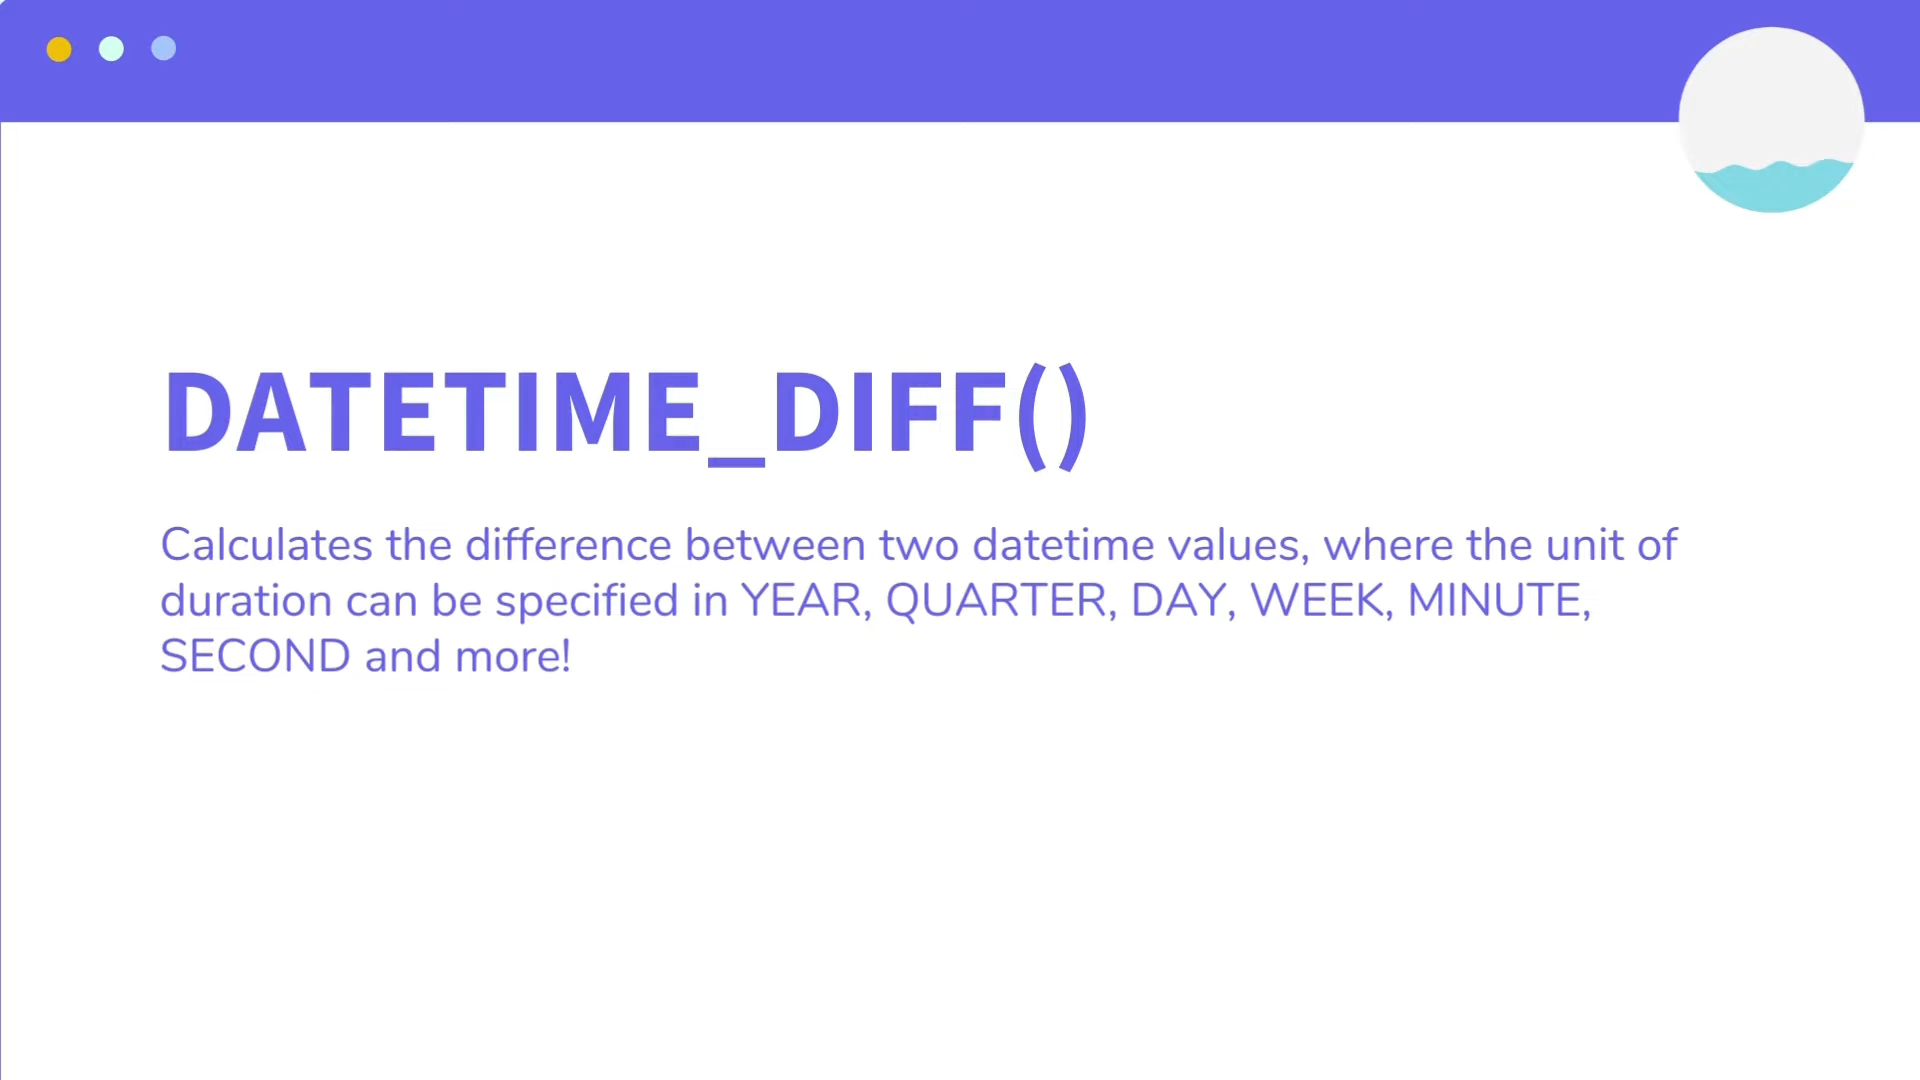 DATETIME_DIFF()
Calculates the difference between two datetime values, where the unit of
duration can be specified in YEAR, QUARTER, DAY, WEEK, MINUTE,
SECOND and more!